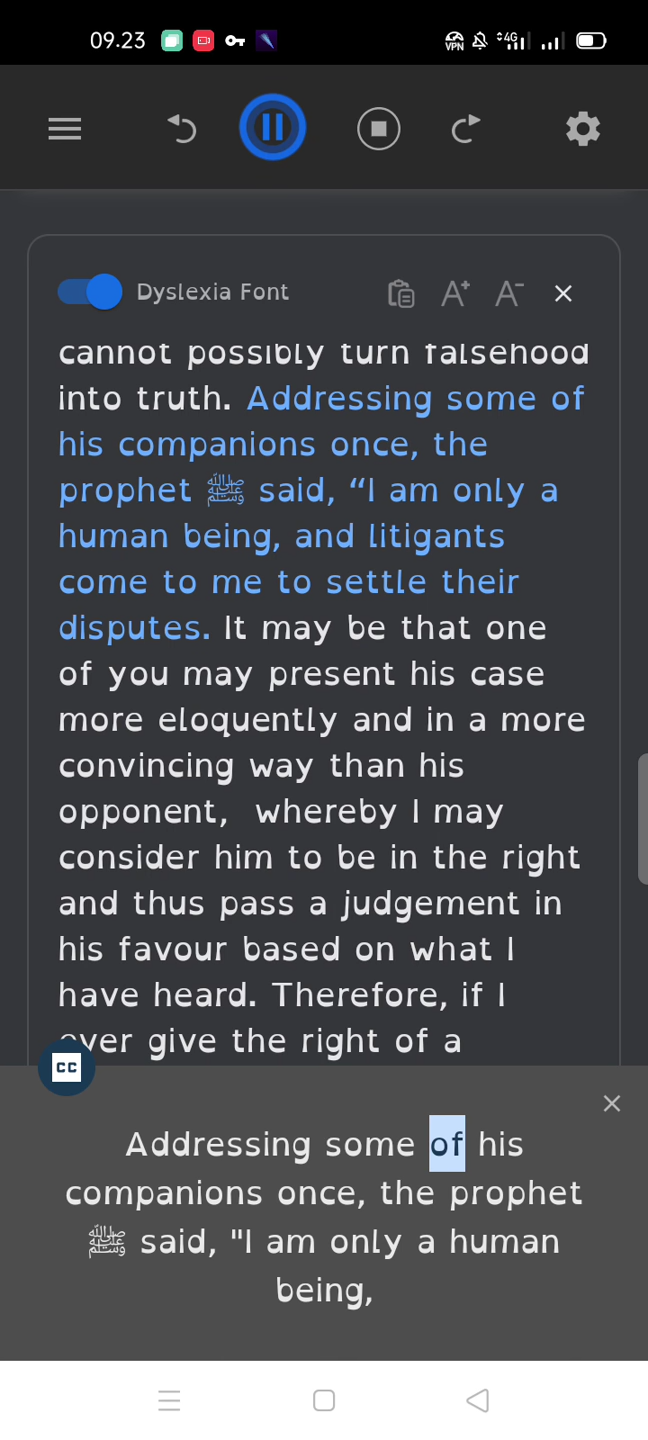 09.23
VPN
4G
Dyslexia Font
A+
A-
cannot possibly turn falsehood
into truth. Addressing some of
his companions once, the
prophet ﷺ said, “I am only a
human being, and litigants
come to me to settle their
disputes. It may be that one
of you may present his case
more eloquently and in a more
convincing way than his
opponent,  whereby I may
consider him to be in the right
and thus pass a judgement in
his favour based on what I
have heard. Therefore, if I
ever give the right of a
CC
Addressing some of his
companions once, the prophet
ﷺ said, "I am only a human
being,